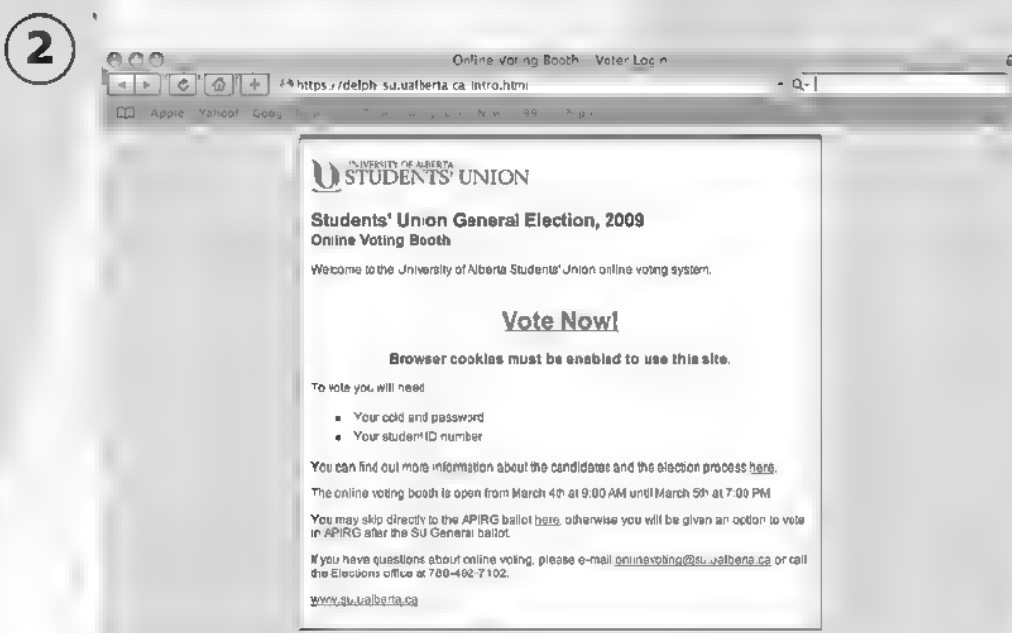 2
Online Voting Booth Voter Login
https://delph.su.ualberta.ca/intro.html
Apple Yahoo!
UNIVERSITY OF ALBERTA
STUDENTS' UNION
Students' Union General Election, 2009
Online Voting Booth
Welcome to the University of Alberta Students' Union online voting system.
Vote Now!
Browser cookies must be enabled to use this site.
To vote you will need
Your ccid and password
Your student ID number
You can find out more information about the candidates and the election process here.
The online voting booth is open from March 4th at 9:00 AM until March 5th at 7:00 PM
You may skip directly to the APIRG ballot here, otherwise you will be given an option to vote
in APIRG after the SU General ballot.
If you have questions about online voting, please e-mail onlinevoting@su.ualberta.ca or call
the Elections office at 780-492-7102.
www.su.ualberta.ca